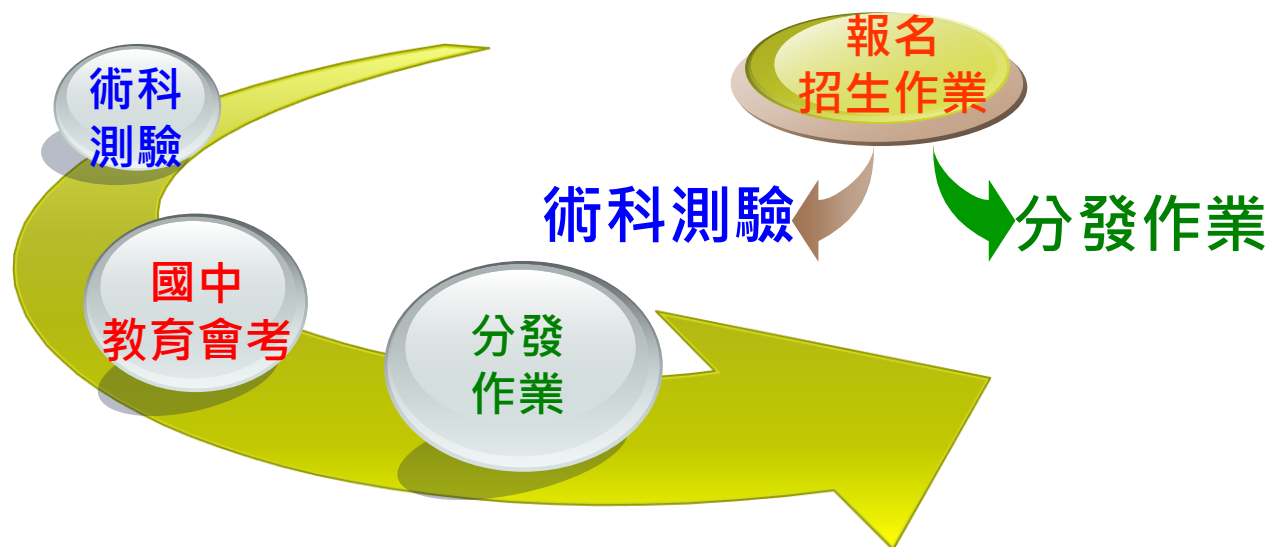 術科
測驗
國中
教育會考
分發
作業
報名
招生作業
術科測驗
分發作業